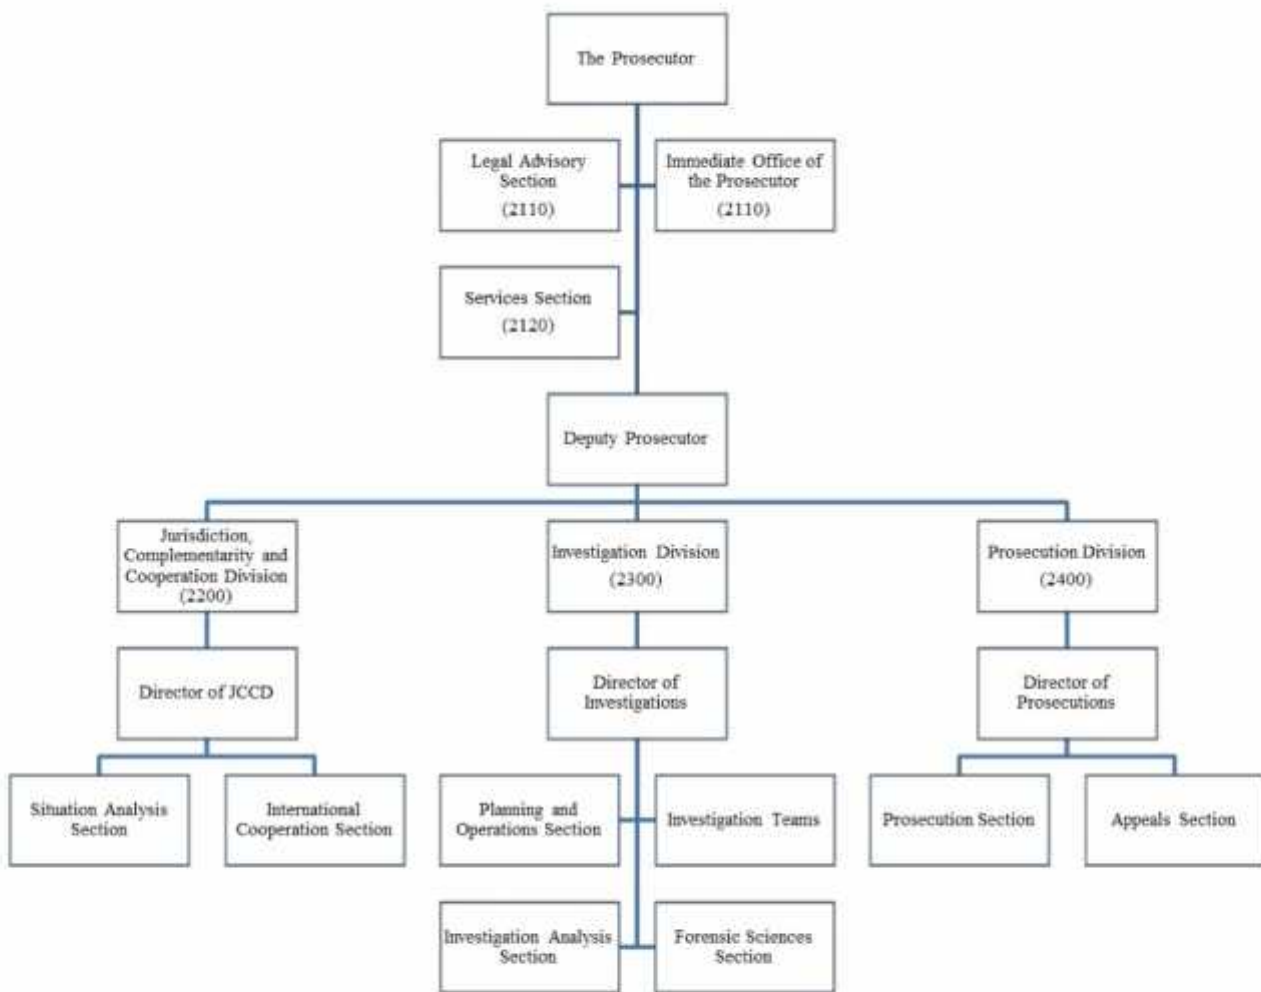 The Prosecutor
Legal Advisory
Section
(2110)
Immediate Office of
the Prosecutor
(2110)
Services Section
(2120)
Deputy Prosecutor
Jurisdiction,
Complementarity and
Cooperation Division
(2200)
Investigation Division
(2300)
Prosecution Division
(2400)
Director of JCCD
Director of
Investigations
Director of
Prosecutions
Situation Analysis
Section
International
Cooperation Section
Planning and
Operations Section
Investigation Teams
Prosecution Section
Appeals Section
Investigation Analysis
Section
Forensic Sciences
Section